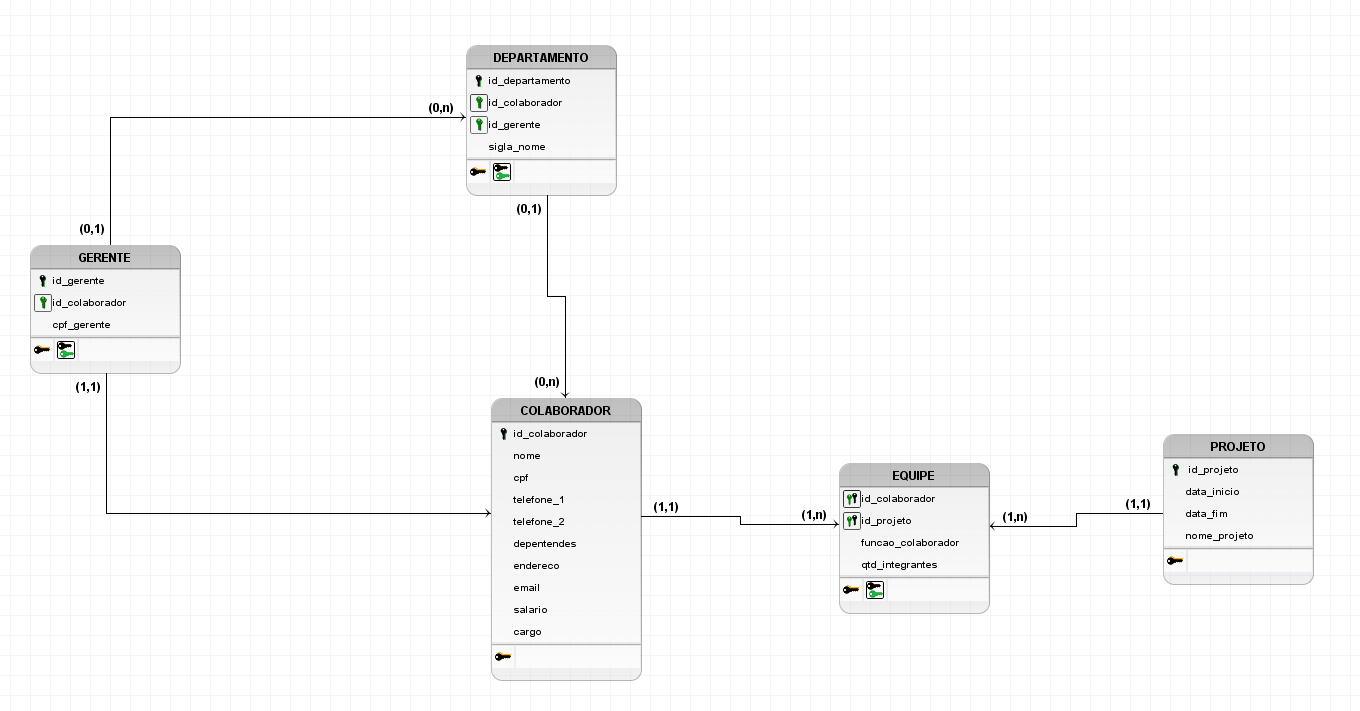 DEPARTAMENTO
id_departamento
id_colaborador
id_gerente
sigla_nome
(0,n)
(0,1)
(0,1)
GERENTE
id_gerente
id_colaborador
cpf_gerente
(1,1)
(0,n)
COLABORADOR
id_colaborador
nome
cpf
telefone_1
telefone_2
depentendes
endereco
email
salario
cargo
(1,1)
(1,n)
EQUIPE
id_colaborador
id_projeto
funcao_colaborador
qtd_integrantes
(1,n)
(1,1)
PROJETO
id_projeto
data_inicio
data_fim
nome_projeto